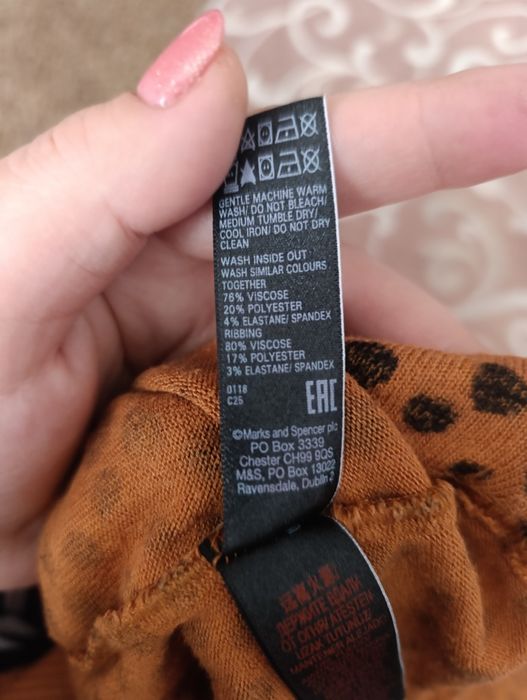 GENTLE MACHINE WARM
WASH/ DO NOT BLEACH/
MEDIUM TUMBLE DRY/
COOL IRON/ DO NOT DRY
CLEAN
WASH INSIDE OUT
WASH SIMILAR COLOURS
TOGETHER
76% VISCOSE
20% POLYESTER
4% ELASTANE/ SPANDEX
RIBBING
80% VISCOSE
17% POLYESTER
3% ELASTANE/ SPANDEX
0118
C25
EAC
©Marks and Spencer plc
PO Box 3339
Chester CH99 9QS
M&S, PO Box 13022
Ravensdale, Dublin 2